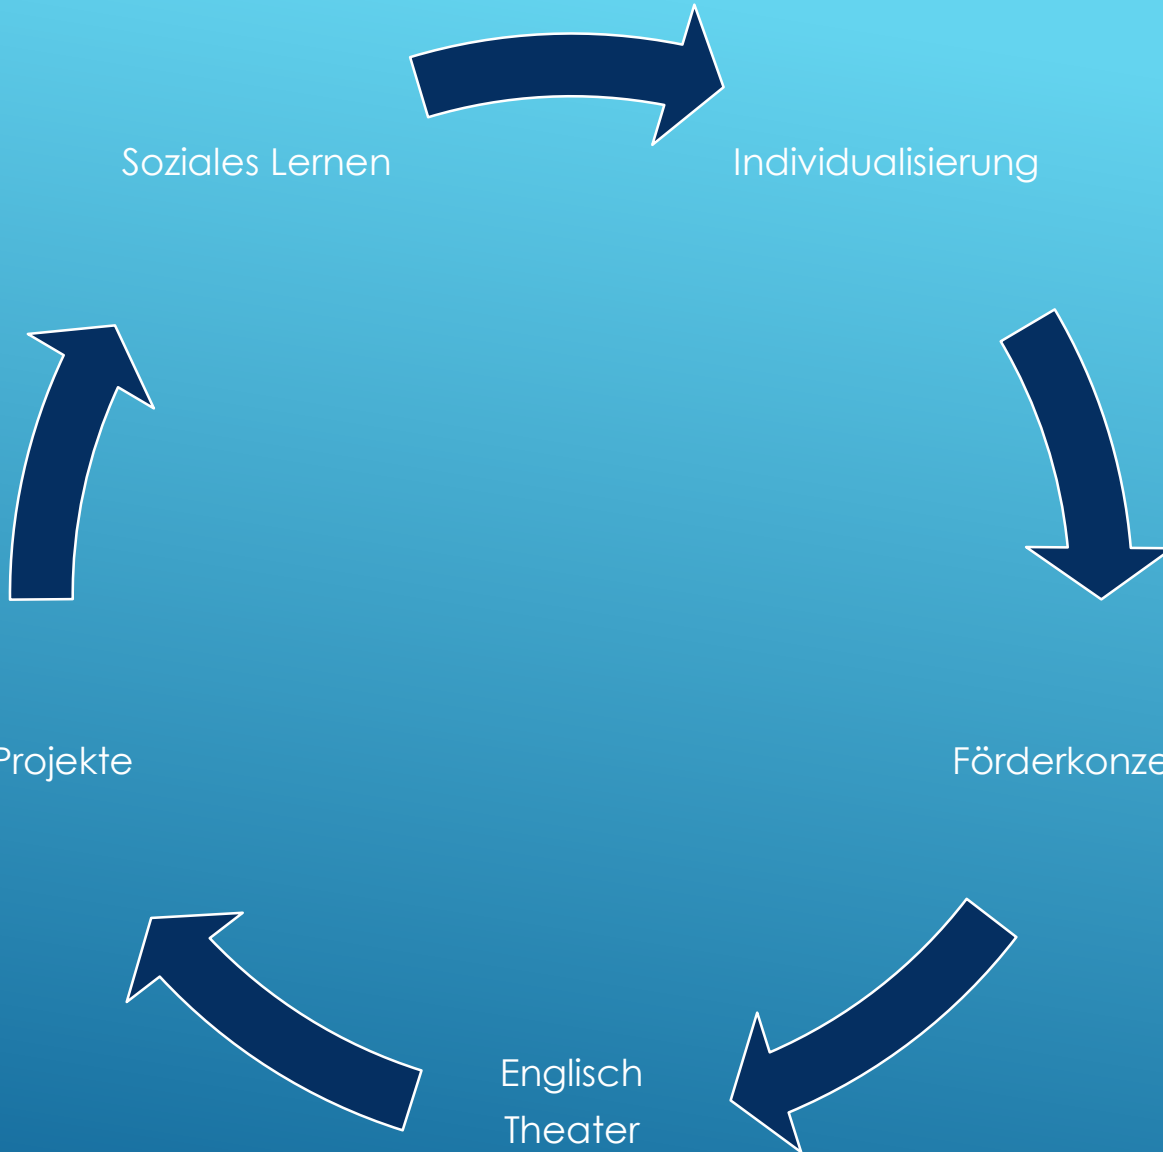 Soziales Lernen
Individualisierung
Projekte
Förderkonze
Englisch
Theater